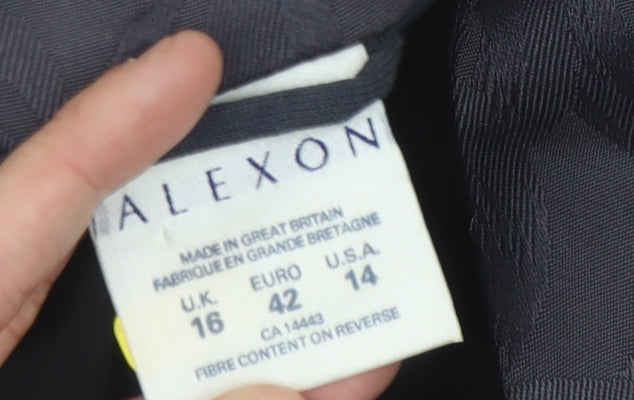 ALEXON
MADE IN GREAT BRITAIN
FABRIQUE EN GRANDE BRETAGNE
U.K. EURO U.S.A.
16 42 14
CA 14443
FIBRE CONTENT ON REVERSE